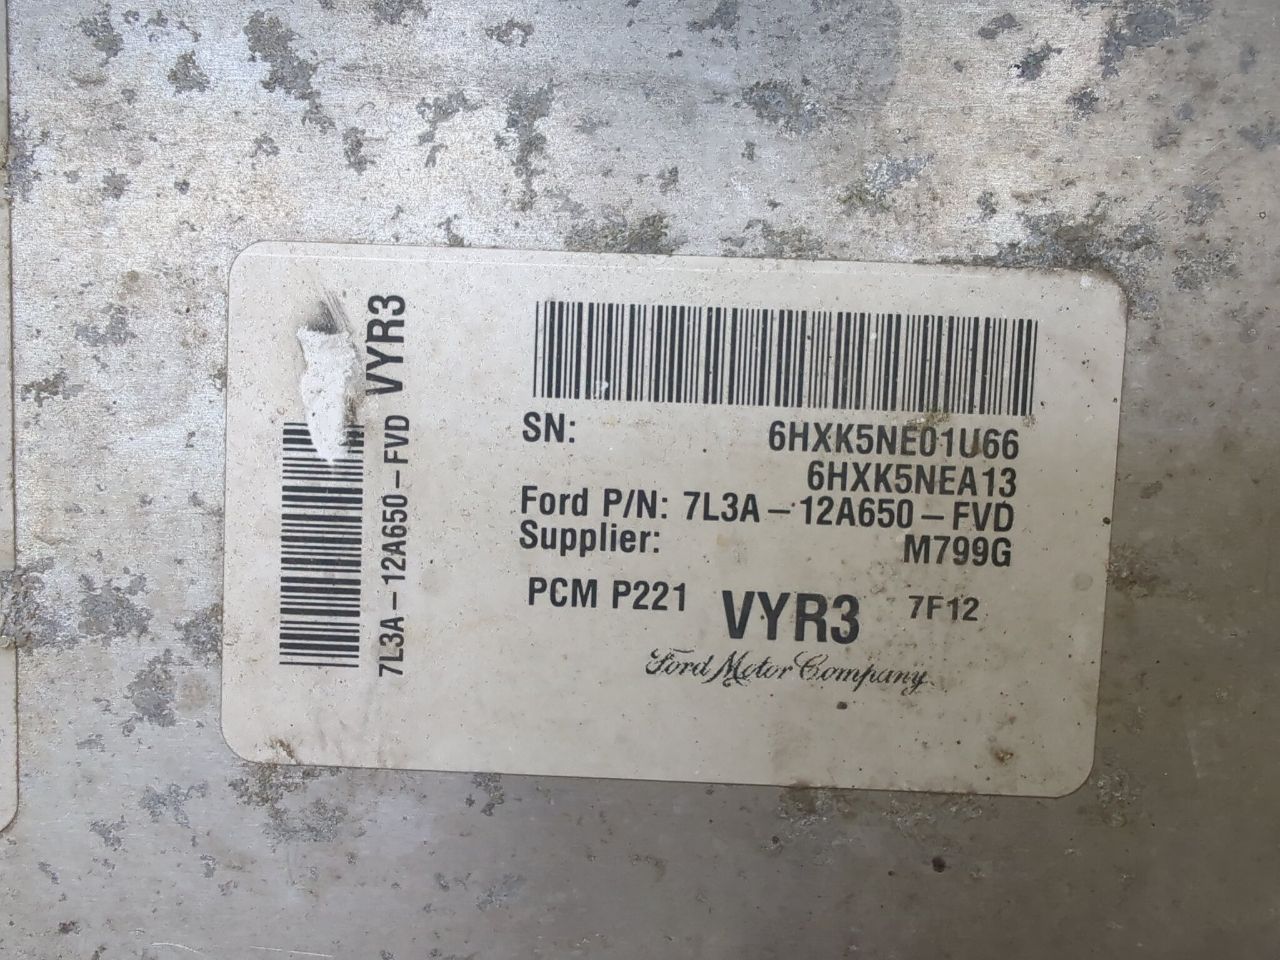 VYR3
7L3A-12A650-FVD
SN: 6HXK5NE01U66
6HXK5NEA13
Ford P/N: 7L3A-12A650-FVD
Supplier: M799G
PCM P221 VYR3 7F12
Ford Motor Company